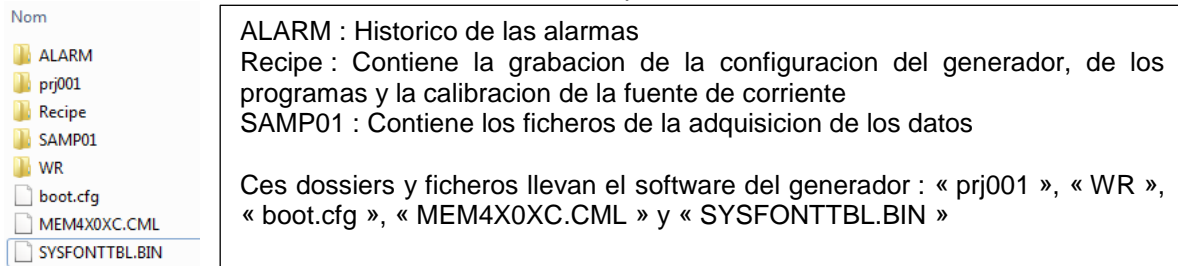 Nom
ALARM
prj001
Recipe
SAMP01
WR
boot.cfg
MEM4X0XC.CML
SYSFONTTBL.BIN
ALARM : Historico de las alarmas
Recipe : Contiene la grabacion de la configuracion del generador, de los
programas y la calibracion de la fuente de corriente
SAMP01 : Contiene los ficheros de la adquisicion de los datos
Ces dossiers y ficheros llevan el software del generador : « prj001 », « WR »,
« boot.cfg », « MEM4X0XC.CML » y « SYSFONTTBL.BIN »